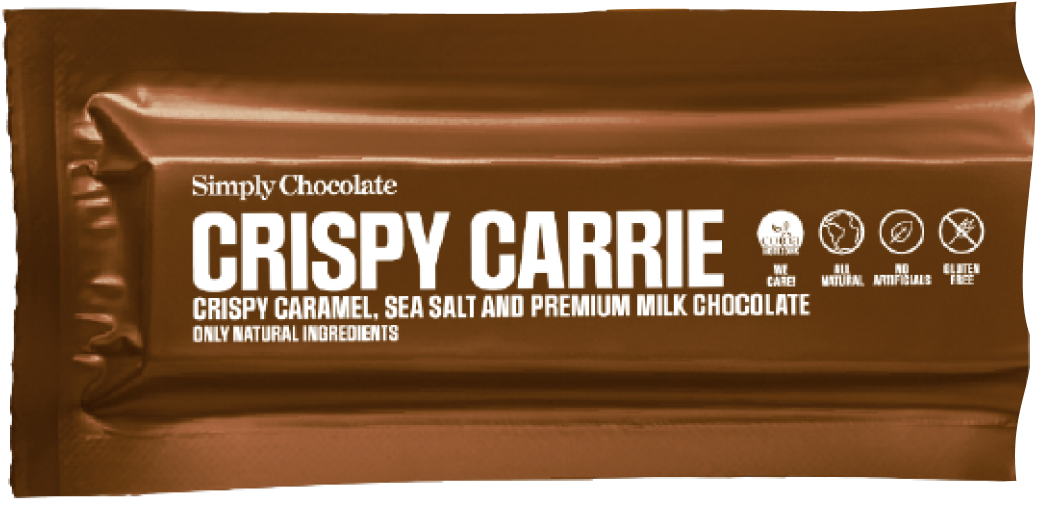 Simply Chocolate
CRISPY CARRIE
CRISPY CARAMEL, SEA SALT AND PREMIUM MILK CHOCOLATE
ONLY NATURAL INGREDIENTS
WE
CARE!
ALL
NATURAL
NO
ARTIFICIALS
GLUTEN
FREE